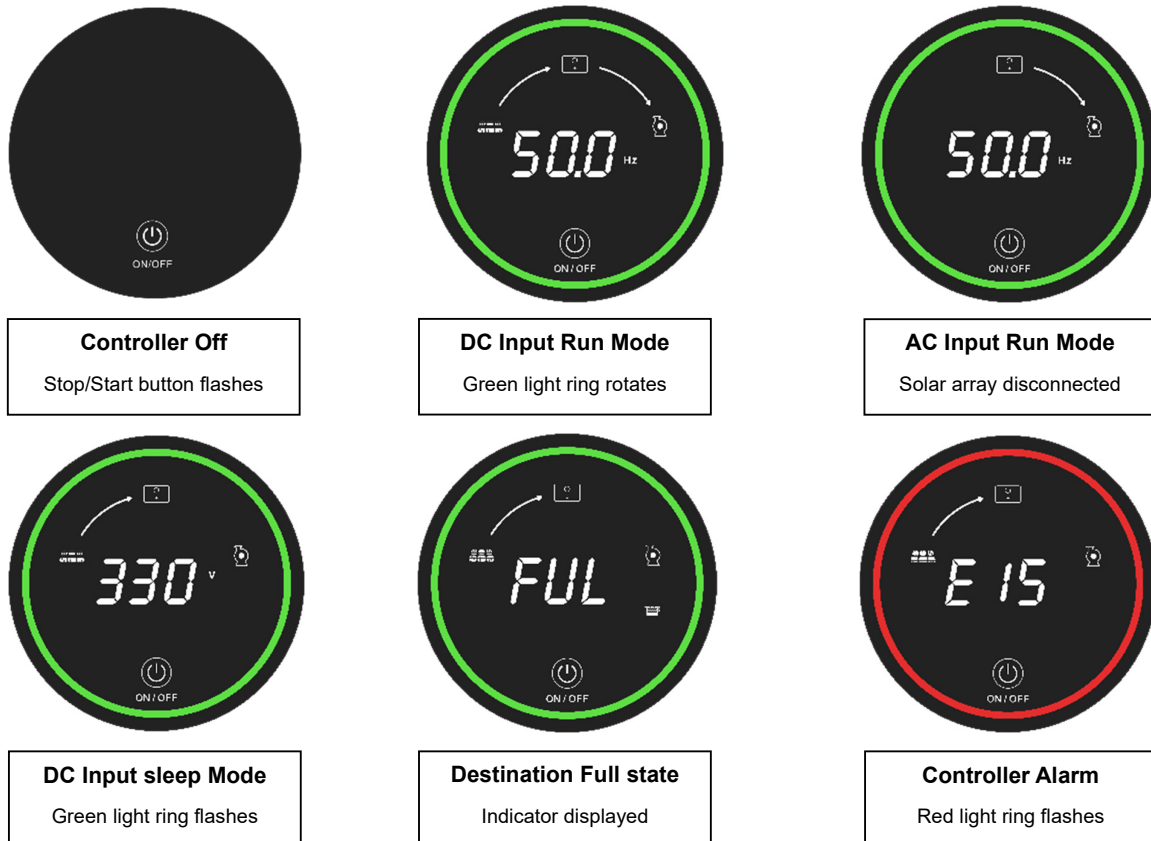 ON/OFF
50.0 Hz
ON / OFF
50.0 Hz
ON / OFF
Controller Off
Stop/Start button flashes
DC Input Run Mode
Green light ring rotates
AC Input Run Mode
Solar array disconnected
330 V
ON / OFF
FUL
ON / OFF
E15
ON / OFF
DC Input sleep Mode
Green light ring flashes
Destination Full state
Indicator displayed
Controller Alarm
Red light ring flashes